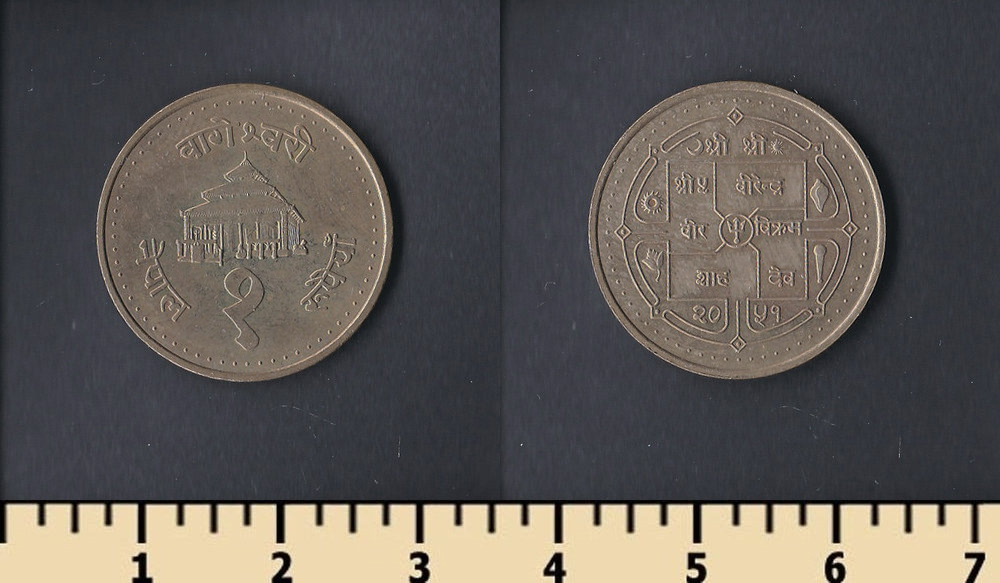 वागेश्वरी
नेपाल १ रूपैयाँ
श्री श्री
श्री ५ वीरेन्द्र
वीर विक्रम
शाह देव
२० ५१
1 2 3 4 5 6 7